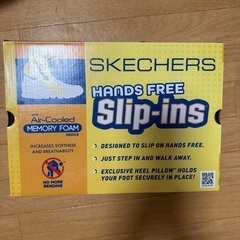 SKECHERS
HANDS FREE
Slip-ins
Air-Cooled
MEMORY FOAM
INSOLE
INCREASES SOFTNESS
AND BREATHABILITY
NO MORE
BENDING
DESIGNED TO SLIP ON HANDS FREE.
JUST STEP IN AND WALK AWAY.
EXCLUSIVE HEEL PILLOW™ HOLDS
YOUR FOOT SECURELY IN PLACE!